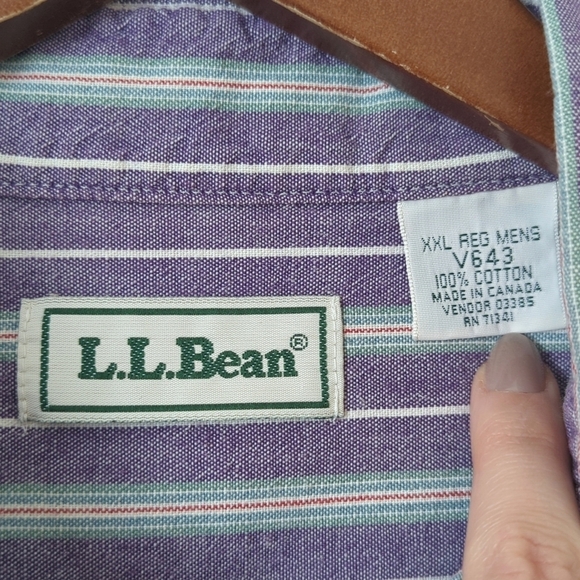 L.L.Bean®
XXL REG MENS
V643
100% COTTON
MADE IN CANADA
VENDOR 03385
RN 71341